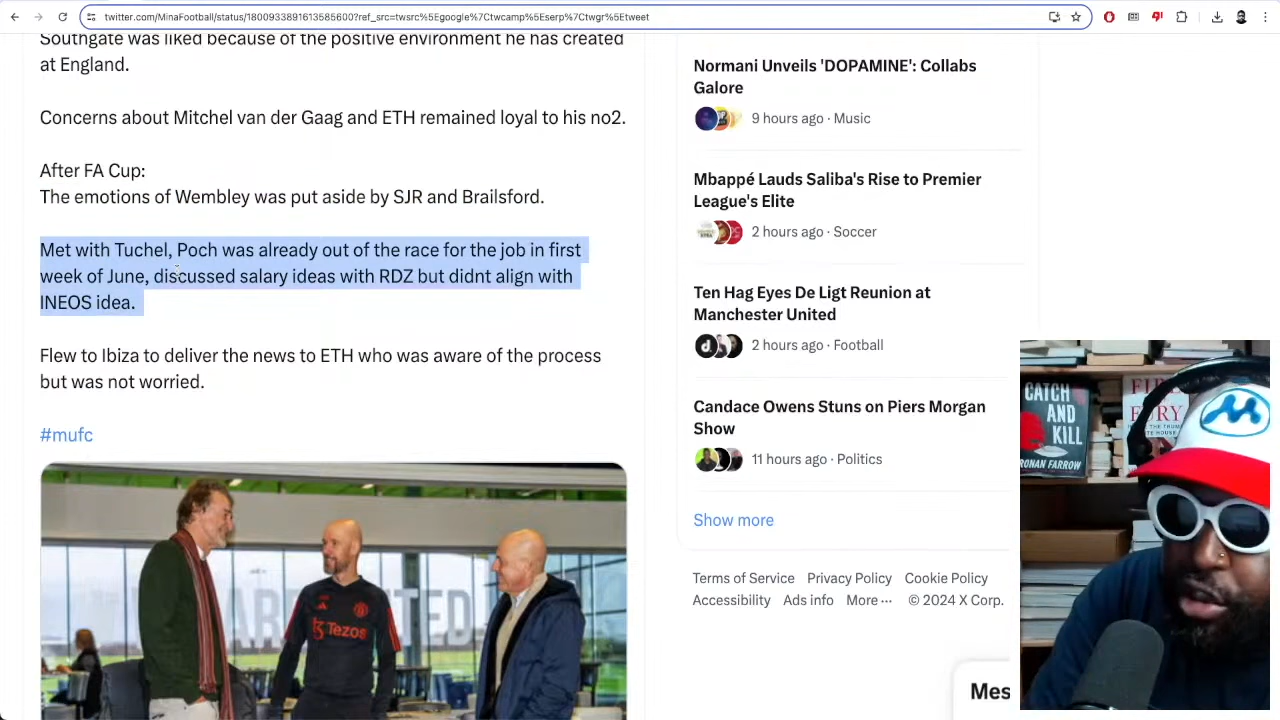 twitter.com/MinaFootball/status/1800933891613585600?ref_src=twsrc%5Egoogle%7Ctwcamp%5Eserp%7Ctwgr%5Etweet
Southgate was liked because of the positive environment he has created
at England.
Concerns about Mitchel van der Gaag and ETH remained loyal to his no2.
After FA Cup:
The emotions of Wembley was put aside by SJR and Brailsford.
Met with Tuchel, Poch was already out of the race for the job in first
week of June, discussed salary ideas with RDZ but didnt align with
INEOS idea.
Flew to Ibiza to deliver the news to ETH who was aware of the process
but was not worried.
#mufc
TEZOS
Normani Unveils 'DOPAMINE': Collabs
Galore
9 hours ago · Music
Mbappé Lauds Saliba's Rise to Premier
League's Elite
2 hours ago · Soccer
Ten Hag Eyes De Ligt Reunion at
Manchester United
2 hours ago · Football
Candace Owens Stuns on Piers Morgan
Show
11 hours ago · Politics
Show more
Terms of Service Privacy Policy Cookie Policy
Accessibility Ads info More ··· © 2024 X Corp.
Mes
CATCH
AND
KILL
RONAN FARROW
FIRE
FURY